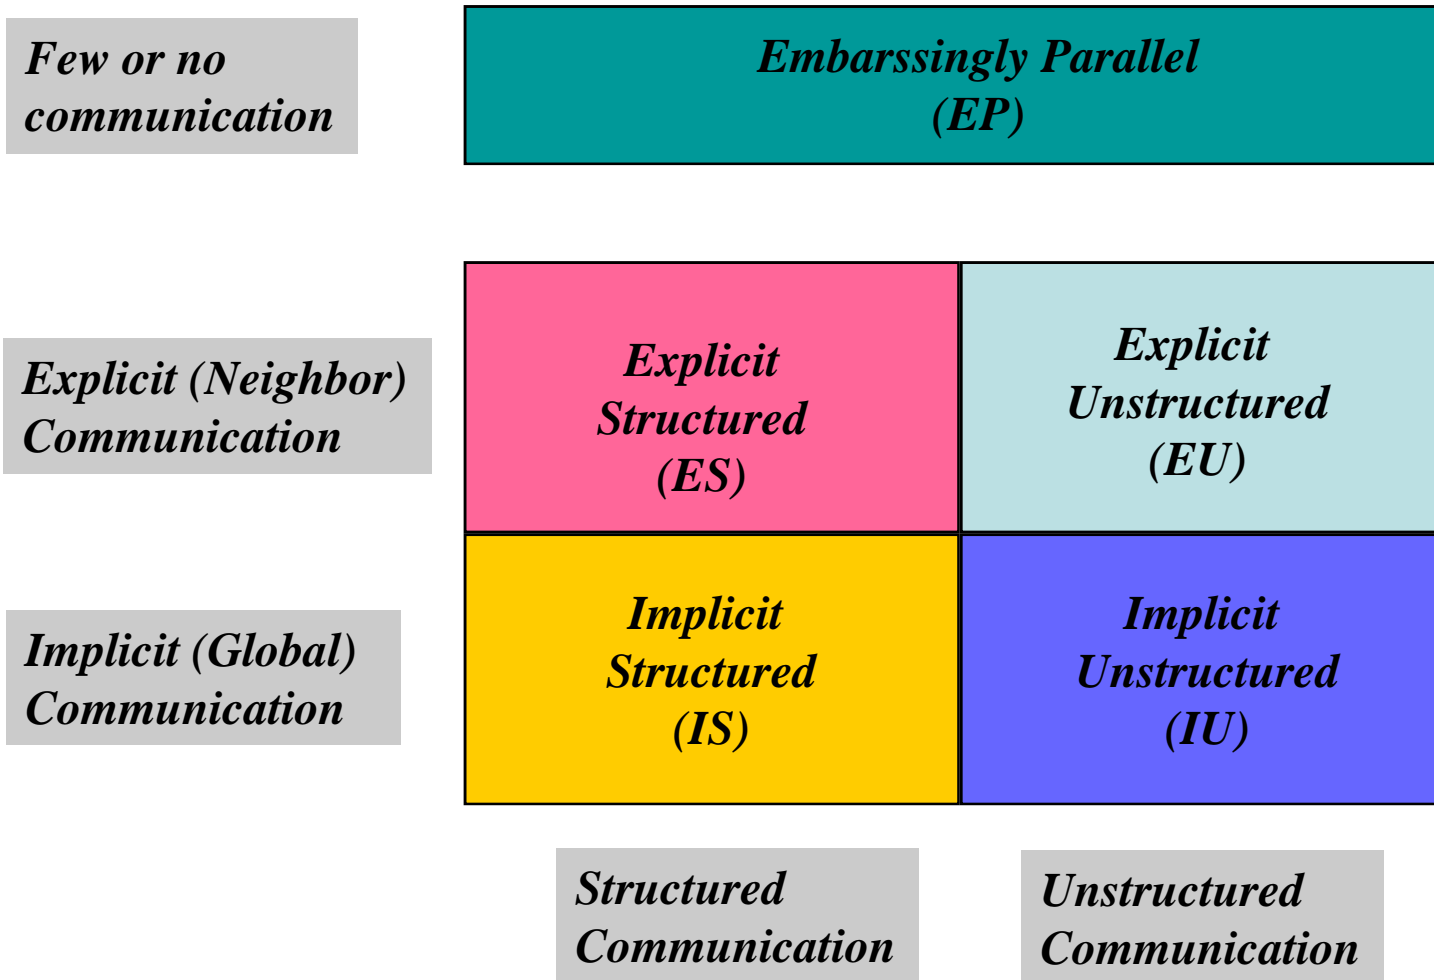 Few or no
communication
Embarssingly Parallel
(EP)
Explicit (Neighbor)
Communication
Explicit
Structured
(ES)
Explicit
Unstructured
(EU)
Implicit (Global)
Communication
Implicit
Structured
(IS)
Implicit
Unstructured
(IU)
Structured
Communication
Unstructured
Communication